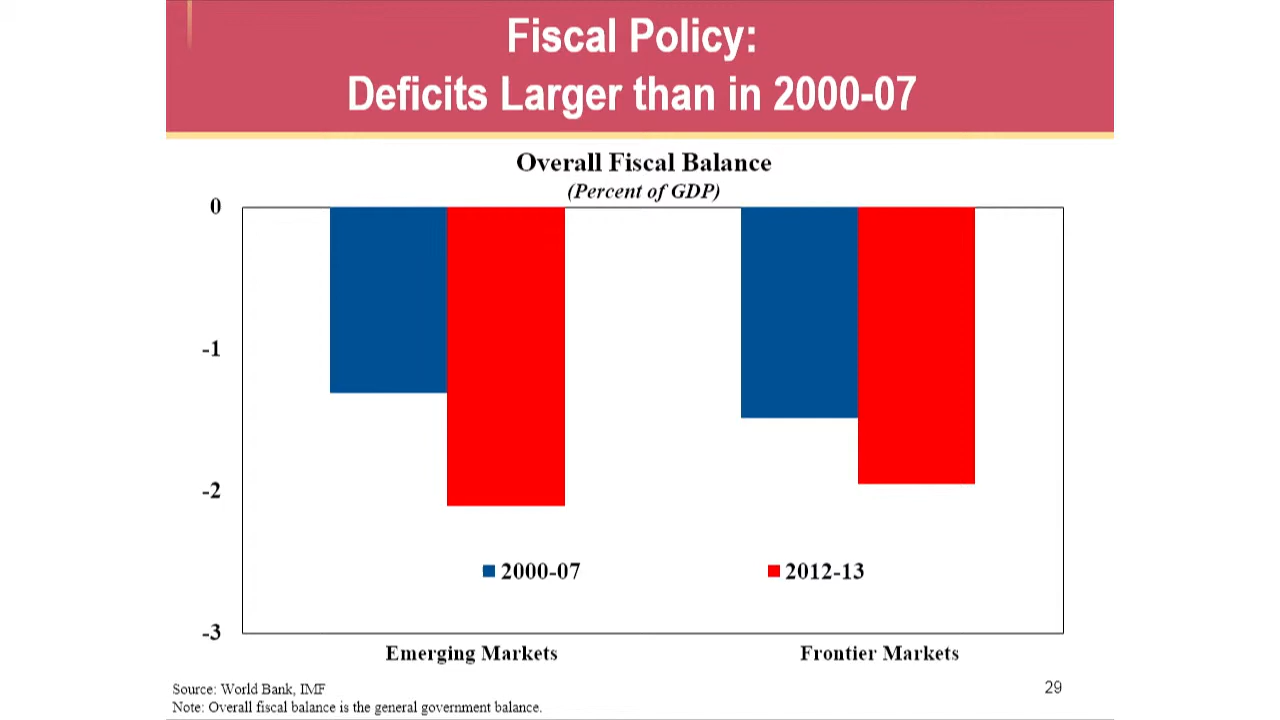 Fiscal Policy:
Deficits Larger than in 2000-07
Overall Fiscal Balance
(Percent of GDP)
0
-1
-2
-3
2000-07
2012-13
Emerging Markets
Frontier Markets
Source: World Bank, IMF
Note: Overall fiscal balance is the general government balance.
29